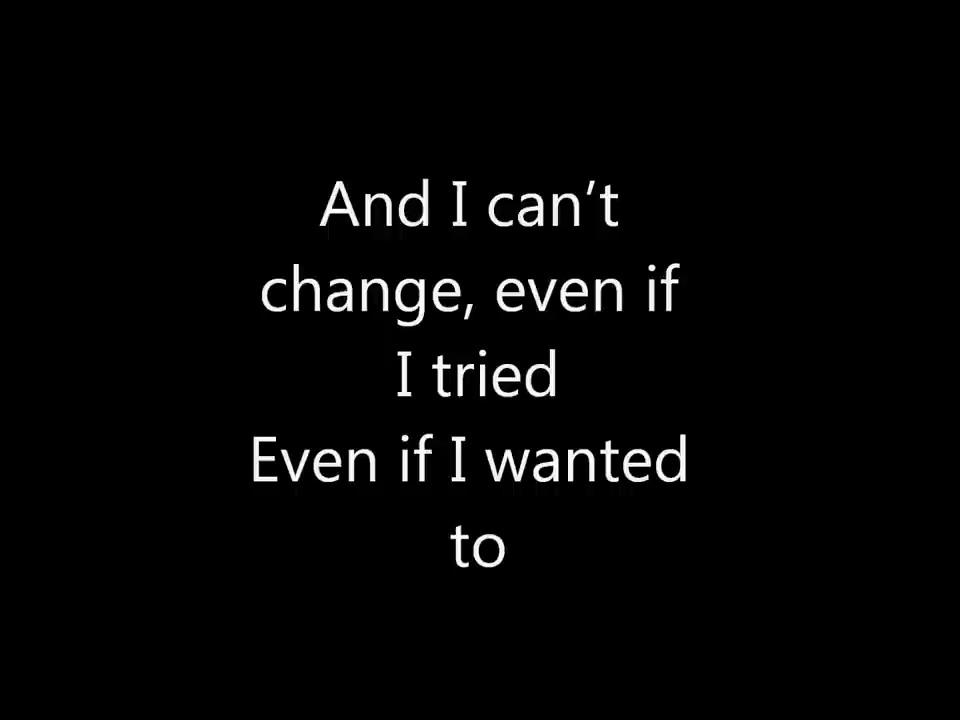 And I can’t
change, even if
I tried
Even if I wanted
to